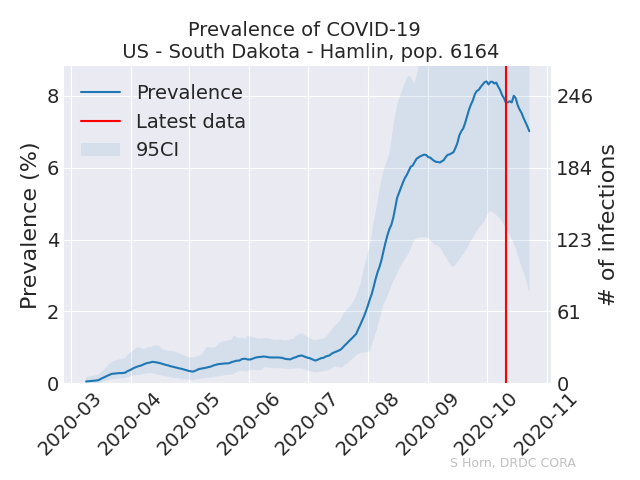 Prevalence of COVID-19
US - South Dakota - Hamlin, pop. 6164
Prevalence
Latest data
95CI
Prevalence (%)
8
6
4
2
0
246
184
123
61
0
# of infections
2020-03
2020-04
2020-05
2020-06
2020-07
2020-08
2020-09
2020-10
2020-11
S Horn, DRDC CORA